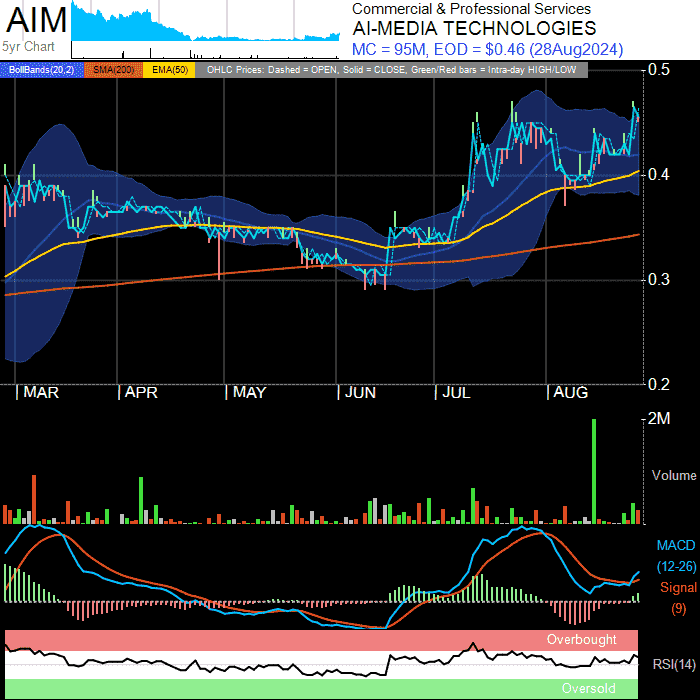 AIM
5yr Chart
Commercial & Professional Services
AI-MEDIA TECHNOLOGIES
MC = 95M, EOD = $0.46 (28Aug2024)
BollBands(20,2) SMA(200) EMA(50) OHLC Prices: Dashed = OPEN, Solid = CLOSE, Green/Red bars = Intra-day HIGH/LOW
0.5
0.4
0.3
0.2
| MAR | APR | MAY | JUN | JUL | AUG
2M
Volume
MACD
(12-26)
Signal
(9)
Overbought
RSI(14)
Oversold